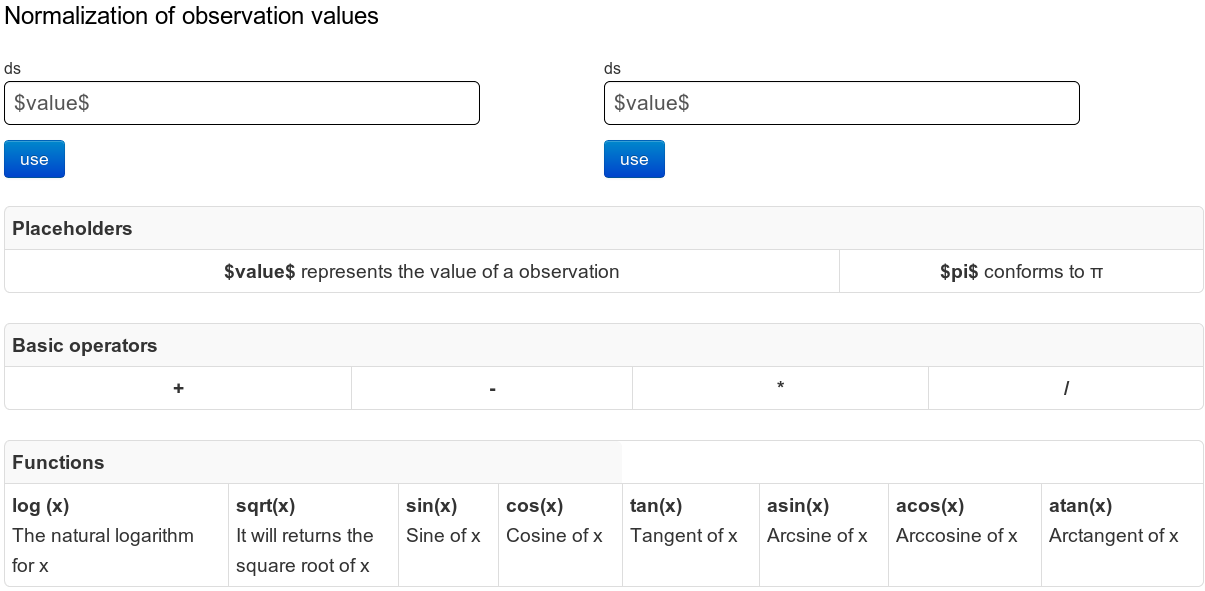 Normalization of observation values
ds ds
$value$ $value$
use use
Placeholders
$value$ represents the value of a observation $pi$ conforms to π
Basic operators
+ - * /
Functions
log (x) sqrt(x) sin(x) cos(x) tan(x) asin(x) acos(x) atan(x)
The natural logarithm It will returns the Sine of x Cosine of x Tangent of x Arcsine of x Arccosine of x Arctangent of x
for x square root of x